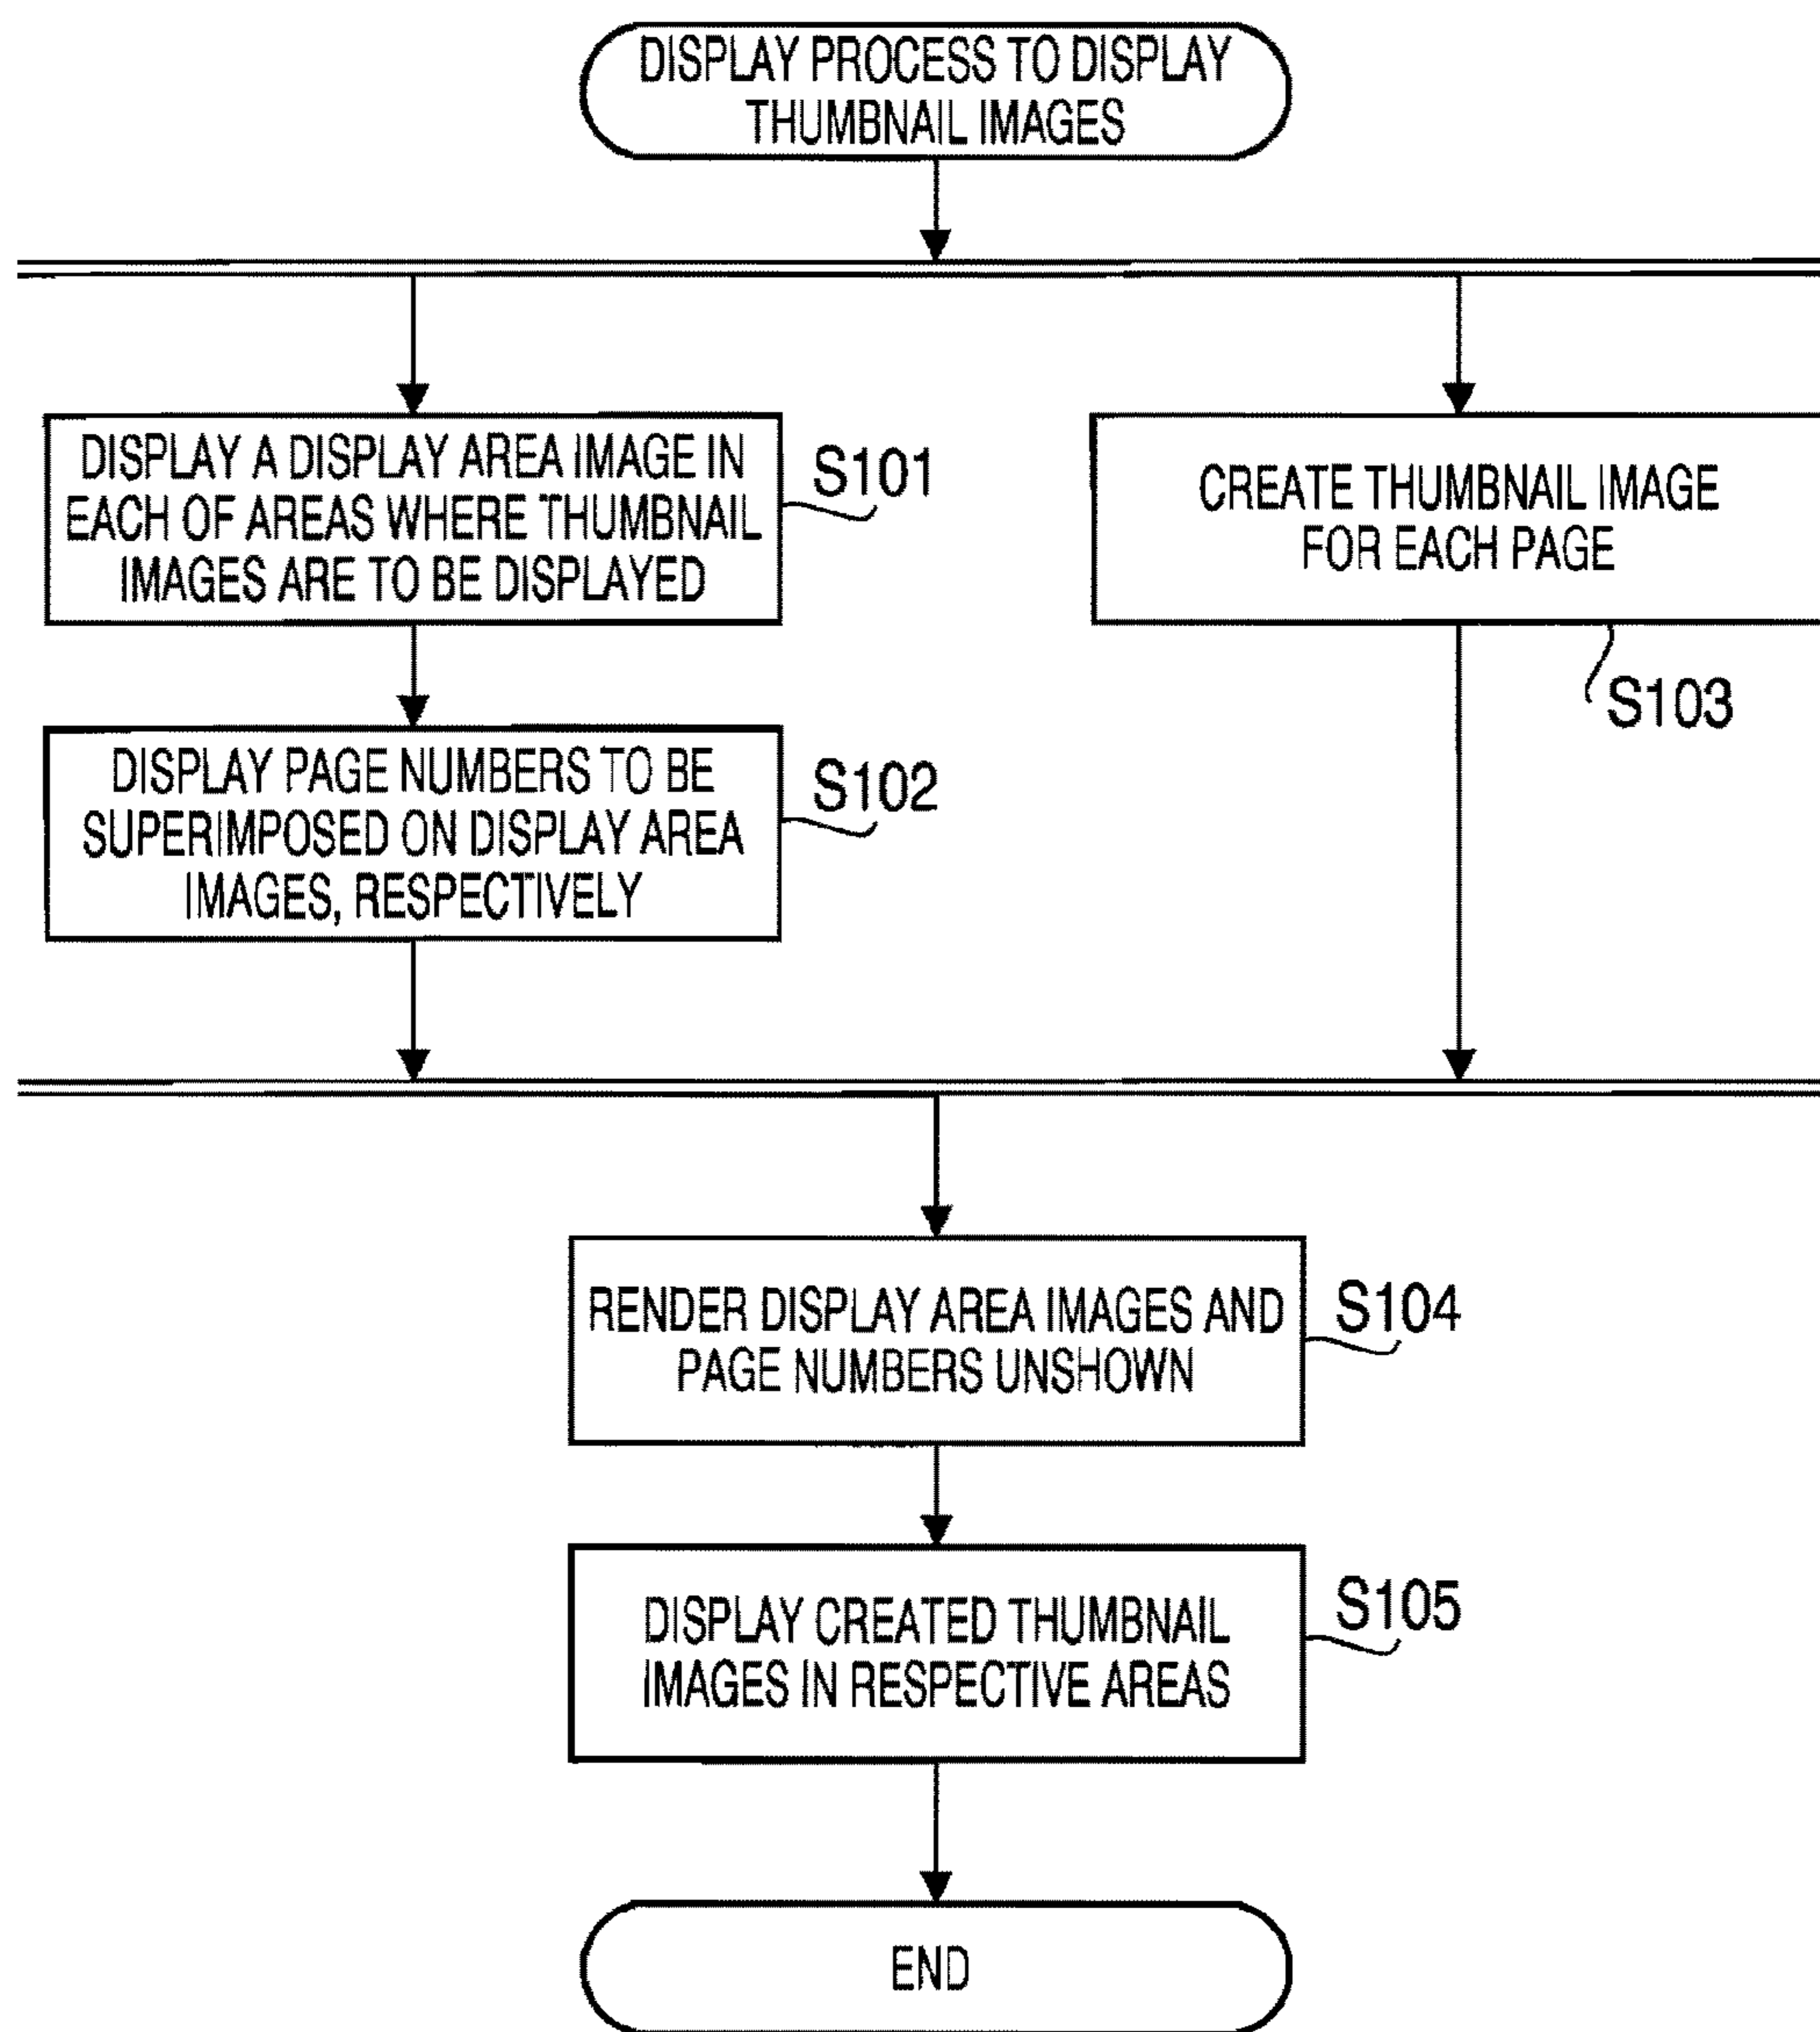 DISPLAY PROCESS TO DISPLAY
THUMBNAIL IMAGES
DISPLAY A DISPLAY AREA IMAGE IN
EACH OF AREAS WHERE THUMBNAIL
IMAGES ARE TO BE DISPLAYED
S101
CREATE THUMBNAIL IMAGE
FOR EACH PAGE
S103
DISPLAY PAGE NUMBERS TO BE
SUPERIMPOSED ON DISPLAY AREA
IMAGES, RESPECTIVELY
S102
RENDER DISPLAY AREA IMAGES AND
PAGE NUMBERS UNSHOWN
S104
DISPLAY CREATED THUMBNAIL
IMAGES IN RESPECTIVE AREAS
S105
END